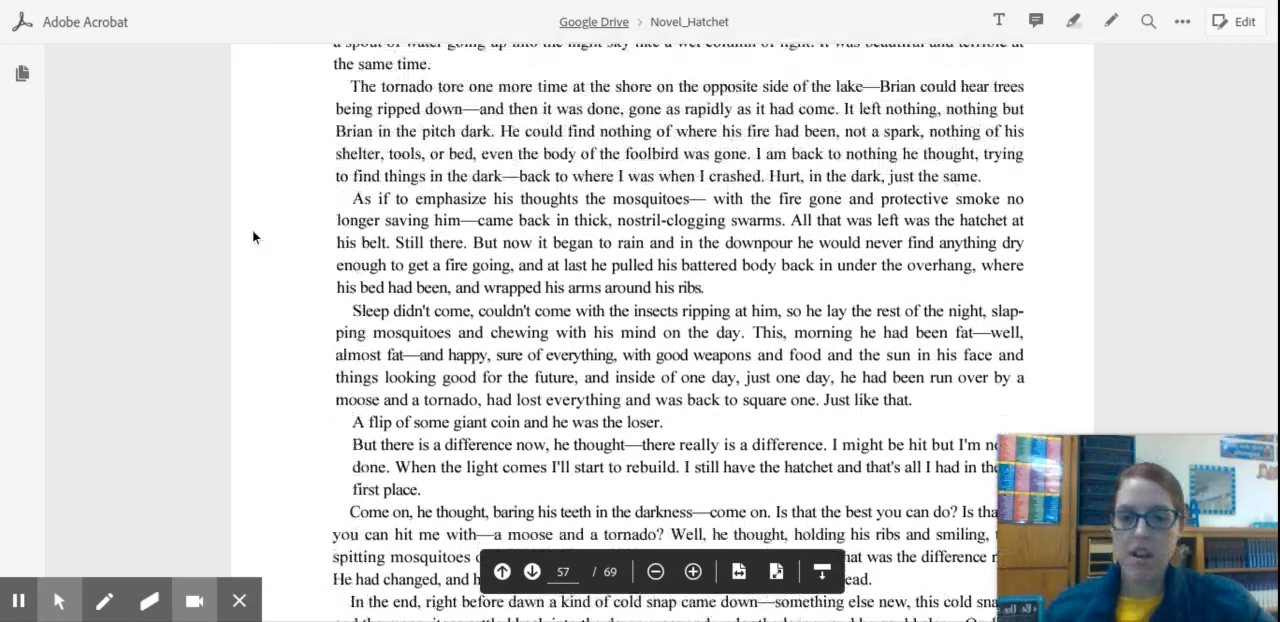 Adobe Acrobat
Google Drive > Novel_Hatchet
Edit
a spout of water going up into the night sky like a wet column of light. It was beautiful and terrible at
the same time.
The tornado tore one more time at the shore on the opposite side of the lake—Brian could hear trees
being ripped down—and then it was done, gone as rapidly as it had come. It left nothing, nothing but
Brian in the pitch dark. He could find nothing of where his fire had been, not a spark, nothing of his
shelter, tools, or bed, even the body of the foolbird was gone. I am back to nothing he thought, trying
to find things in the dark—back to where I was when I crashed. Hurt, in the dark, just the same.
As if to emphasize his thoughts the mosquitoes— with the fire gone and protective smoke no
longer saving him—came back in thick, nostril-clogging swarms. All that was left was the hatchet at
his belt. Still there. But now it began to rain and in the downpour he would never find anything dry
enough to get a fire going, and at last he pulled his battered body back in under the overhang, where
his bed had been, and wrapped his arms around his ribs.
Sleep didn't come, couldn't come with the insects ripping at him, so he lay the rest of the night, slap-
ping mosquitoes and chewing with his mind on the day. This, morning he had been fat—well,
almost fat—and happy, sure of everything, with good weapons and food and the sun in his face and
things looking good for the future, and inside of one day, just one day, he had been run over by a
moose and a tornado, had lost everything and was back to square one. Just like that.
A flip of some giant coin and he was the loser.
But there is a difference now, he thought—there really is a difference. I might be hit but I'm
done. When the light comes I'll start to rebuild. I still have the hatchet and that's all I had in
first place.
Come on, he thought, baring his teeth in the darkness—come on. Is that the best you can do? Is
you can hit me with—a moose and a tornado? Well, he thought, holding his ribs and smiling,
spitting mosquitoes hat was the difference
He had changed, and h ead.
57 / 69
In the end, right before dawn a kind of cold snap came down—something else new, this cold